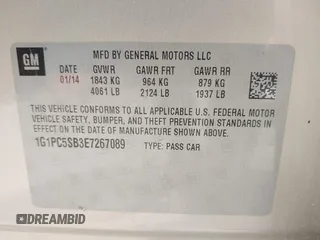 GM
MFD BY GENERAL MOTORS LLC
DATE GVWR GAWR FRT GAWR RR
01/14 1843 KG 964 KG 879 KG
4061 LB 2124 LB 1937 LB
THIS VEHICLE CONFORMS TO ALL APPLICABLE U.S. FEDERAL MOTOR
VEHICLE SAFETY, BUMPER, AND THEFT PREVENTION STANDARDS IN
EFFECT ON THE DATE OF MANUFACTURE SHOWN ABOVE.
1G1PC5SB3E7267089 TYPE: PASS CAR
DREAMBID